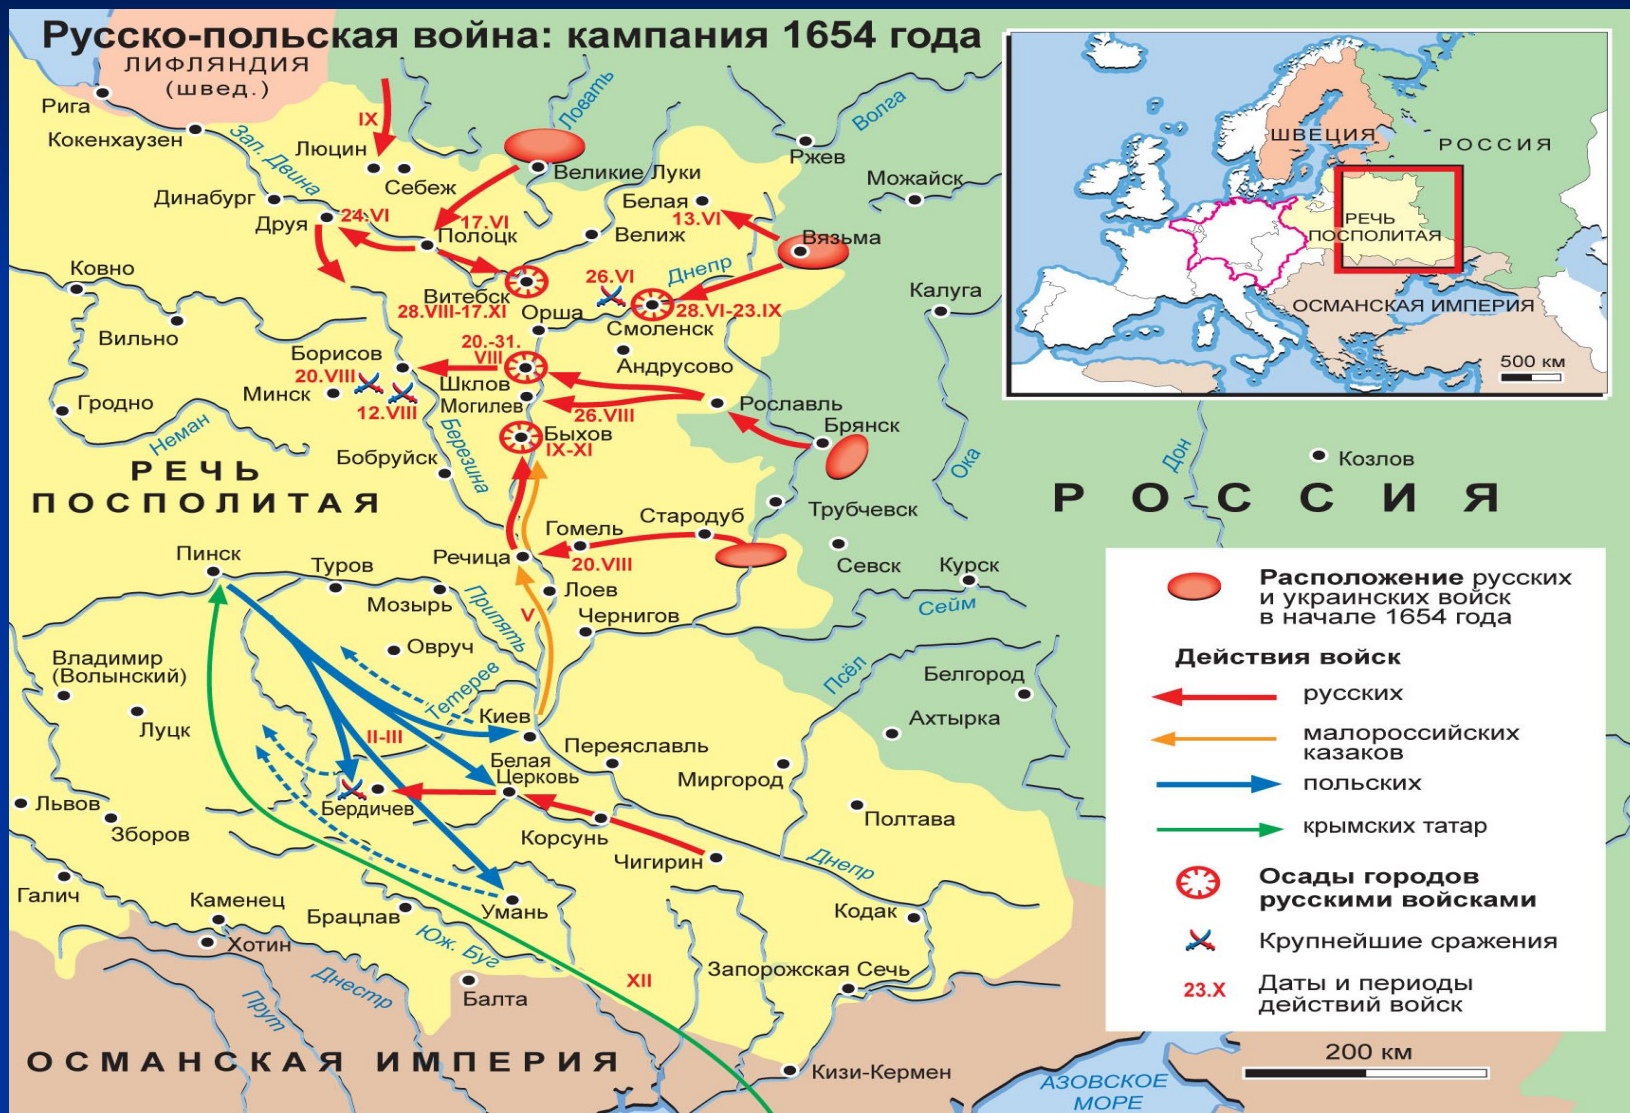 Русско-польская война: кампания 1654 года
ЛИФЛЯНДИЯ
(швед.)
Рига
Кокенхаузен
Зап. Двина
IX
Люцин
Себеж
Ловать
Великие Луки
Волга
Ржев
Можайск
Динабург
Друя
24.VI
17.VI
Полоцк
Белая
13.VI
Велиж
Вязьма
Ковно
Вильно
Витебск
28.VIII-17.XI
26.VI
Днепр
28.VI-23.IX
Смоленск
Орша
Калуга
Борисов
20.VIII
Минск
12.VIII
20.-31.
VIII
Шклов
Могилев
Андрусово
26.VIII
Рославль
Брянск
Гродно
Неман
Березина
Быхов
IX-XI
Бобруйск
Ока
Дон
Козлов
РЕЧЬ
ПОСПОЛИТАЯ
РОССИЯ
Трубчевск
Стародуб
Гомель
20.VIII
Речица
Севск
Курск
Сейм
Пинск
Туров
Мозырь
Припять
Лоев
V
Чернигов
Овруч
Владимир
(Волынский)
Луцк
Тетерев
Киев
II-III
Псёл
Белгород
Ахтырка
Переяславль
Миргород
Белая
Церковь
Бердичев
Львов
Зборов
Корсунь
Чигирин
Полтава
Днепр
Галич
Каменец
Хотин
Брацлав
Умань
Юж. Буг
Кодак
Днестр
Прут
Балта
XII
Запорожская Сечь
ОСМАНСКАЯ ИМПЕРИЯ
Кизи-Кермен
АЗОВСКОЕ
МОРЕ
ШВЕЦИЯ
РОССИЯ
РЕЧЬ
ПОСПОЛИТАЯ
ОСМАНСКАЯ ИМПЕРИЯ
500 км
Расположение русских
и украинских войск
в начале 1654 года
Действия войск
русских
малороссийских
казаков
польских
крымских татар
Осады городов
русскими войсками
Крупнейшие сражения
23.X
Даты и периоды
действий войск
200 км